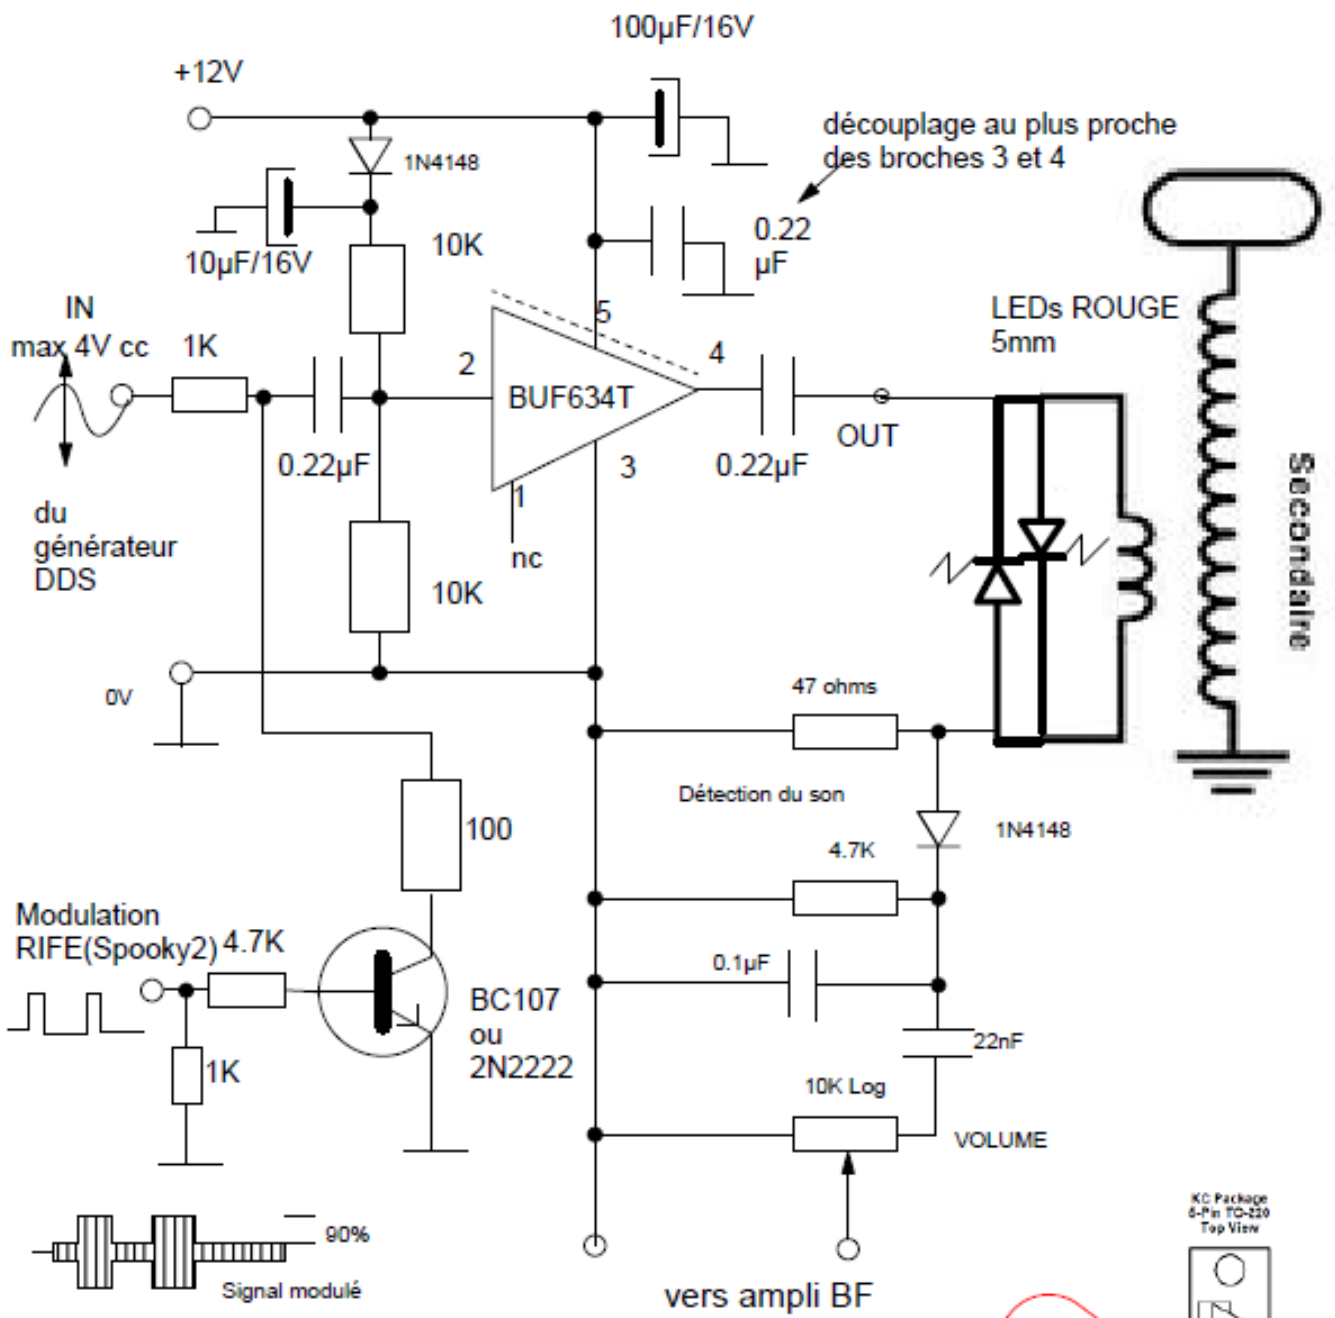 100µF/16V
+12V
découplage au plus proche
des broches 3 et 4
1N4148
10K
0.22
µF
10µF/16V
IN
max 4V cc
1K
LEDs ROUGE
5mm
5
2
4
BUF634T
OUT
0.22µF
3
0.22µF
1
nc
du
générateur
DDS
10K
Secondaire
0V
47 ohms
Détection du son
1N4148
100
4.7K
Modulation
RIFE(Spooky2)
4.7K
0.1µF
BC107
ou
2N2222
22nF
1K
10K Log
VOLUME
90%
Signal modulé
vers ampli BF
KC Package
5-Pin TO-220
Top View